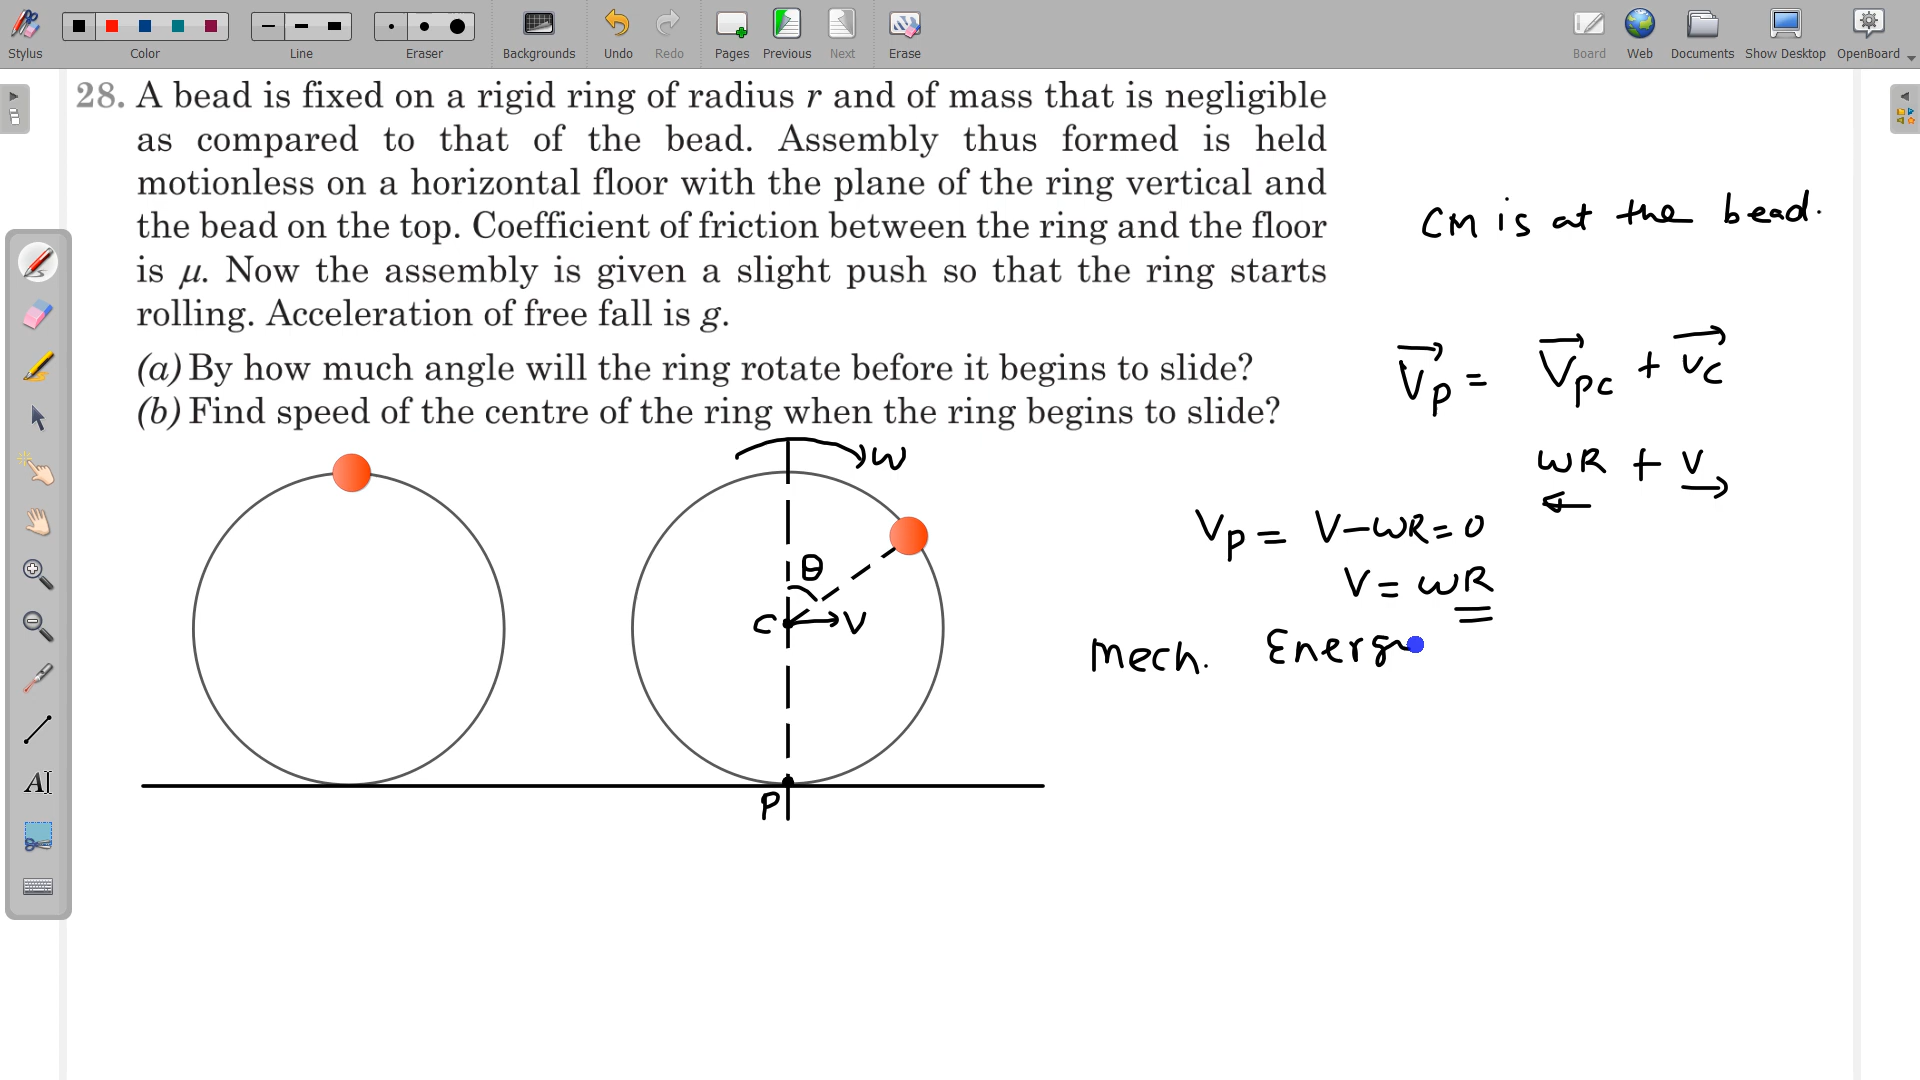 Stylus Color Line Eraser Backgrounds Undo Redo Pages Previous Next Erase Board Web Documents Show Desktop OpenBoard
28. A bead is fixed on a rigid ring of radius r and of mass that is negligible
as compared to that of the bead. Assembly thus formed is held
motionless on a horizontal floor with the plane of the ring vertical and
the bead on the top. Coefficient of friction between the ring and the floor
is μ. Now the assembly is given a slight push so that the ring starts
rolling. Acceleration of free fall is g.
(a) By how much angle will the ring rotate before it begins to slide?
(b) Find speed of the centre of the ring when the ring begins to slide?
CM is at the bead.
Vp = Vpc + Vc
ωR + V
Vp = V-ωR=0
V = ωR
Mech. Energy
ω
θ
C V
P
AI